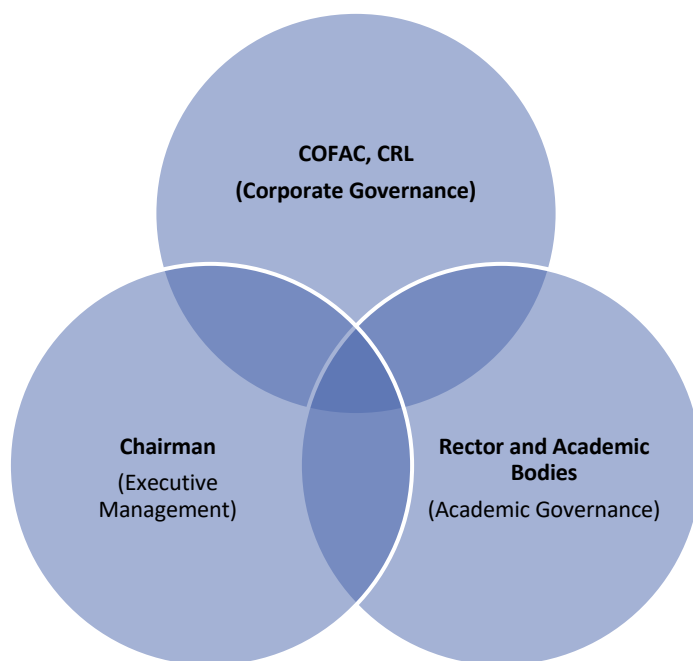 COFAC, CRL
(Corporate Governance)
Chairman
(Executive
Management)
Rector and Academic
Bodies
(Academic Governance)